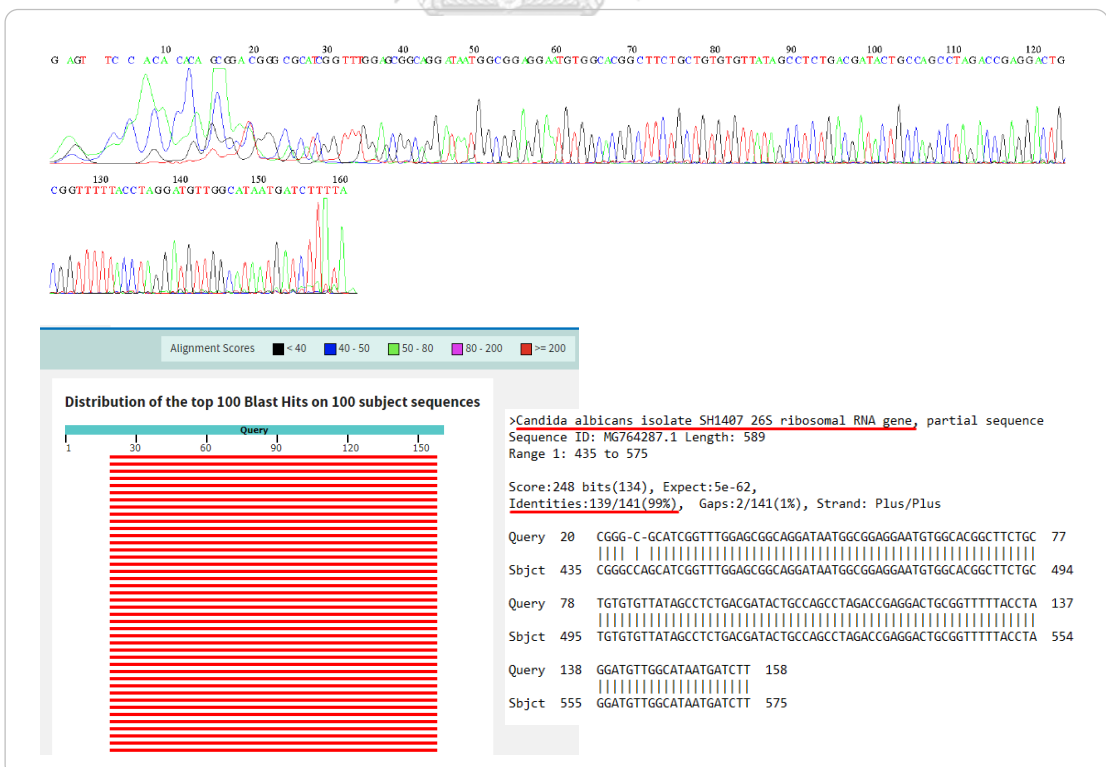 10 20 30 40 50 60 70 80 90 100 110 120
G AGT TC C ACA CACA GCGGA CGGGC GCATCGGTTTGGAGCGGCAGGATAATGGCGGAGGAATGTGGCACGGCTTCTGCTGTGTGTTATAGCCTCTGACGATACTGCCAGCCTAGACCGAGGACTG
130 140 150 160
CGGTTTTTACCTAGGATGTTGGCATAATGATCTTTTA
Alignment Scores < 40 40 - 50 50 - 80 80 - 200 >= 200
Distribution of the top 100 Blast Hits on 100 subject sequences
Query
1 30 60 90 120 150
>Candida albicans isolate SH1407 26S ribosomal RNA gene, partial sequence
Sequence ID: MG764287.1 Length: 589
Range 1: 435 to 575
Score:248 bits(134), Expect:5e-62,
Identities:139/141(99%), Gaps:2/141(1%), Strand: Plus/Plus
Query 20 CGGG-C-GCATCGGTTTGGAGCGGCAGGATAATGGCGGAGGAATGTGGCACGGCTTCTGC 77
Sbjct 435 CGGGCCAGCATCGGTTTGGAGCGGCAGGATAATGGCGGAGGAATGTGGCACGGCTTCTGC 494
Query 78 TGTGTGTTATAGCCTCTGACGATACTGCCAGCCTAGACCGAGGACTGCGGTTTTTACCTA 137
Sbjct 495 TGTGTGTTATAGCCTCTGACGATACTGCCAGCCTAGACCGAGGACTGCGGTTTTTACCTA 554
Query 138 GGATGTTGGCATAATGATCTT 158
Sbjct 555 GGATGTTGGCATAATGATCTT 575